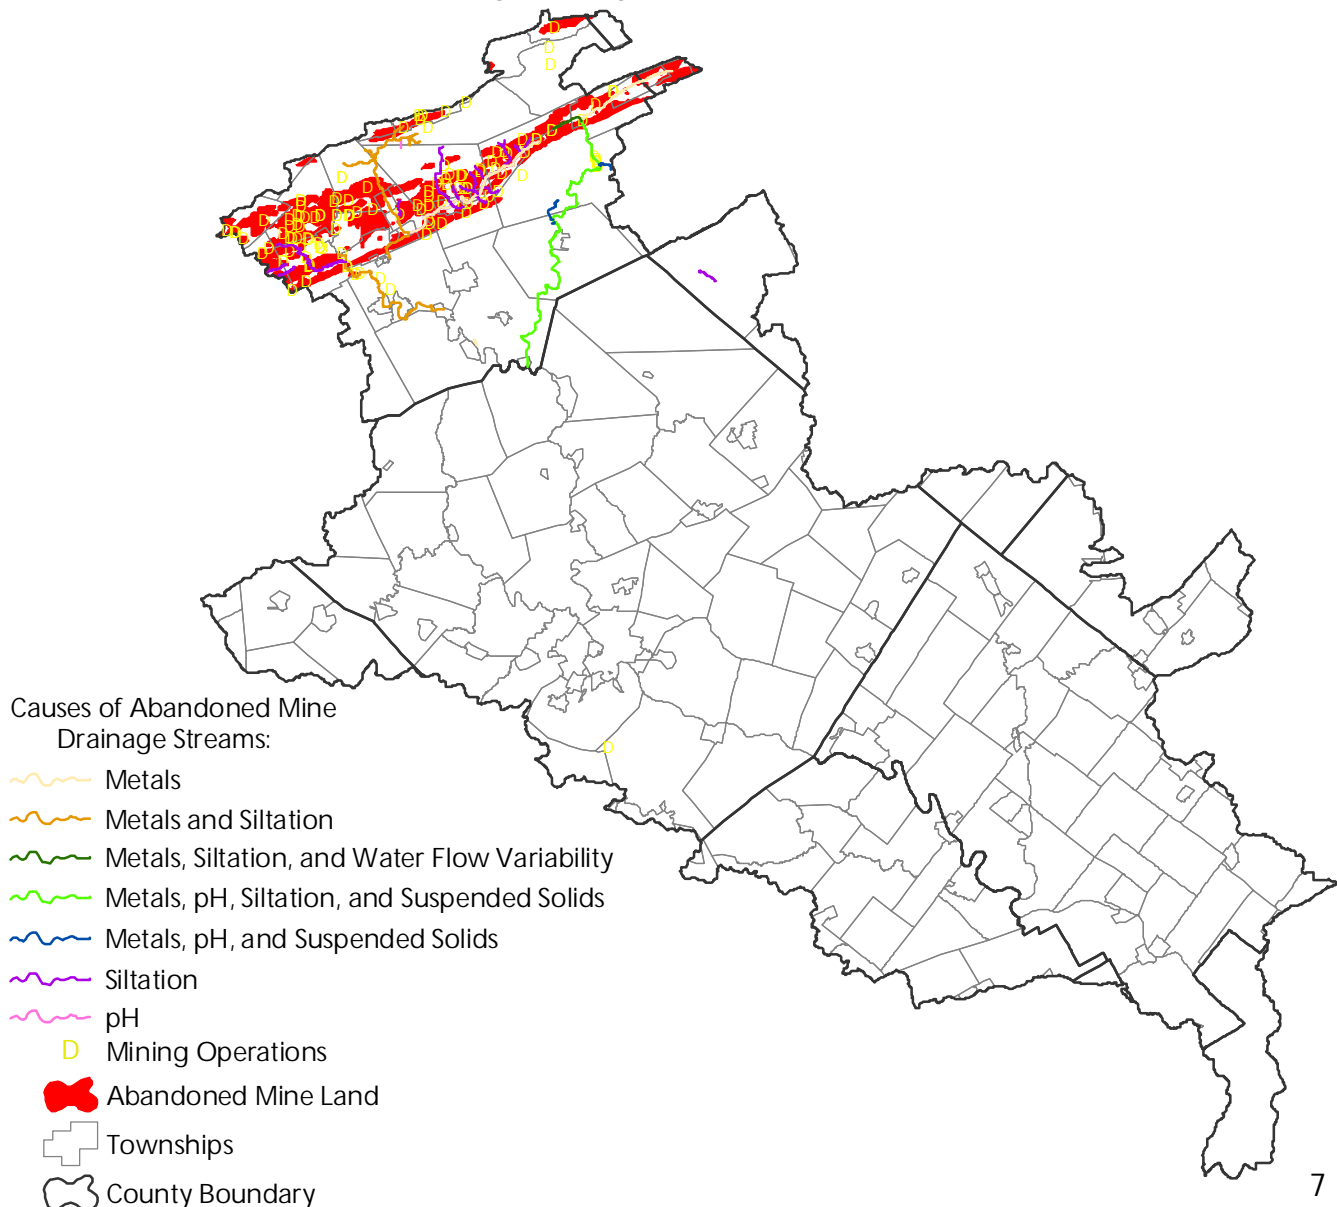 Causes of Abandoned Mine
Drainage Streams:
Metals
Metals and Siltation
Metals, Siltation, and Water Flow Variability
Metals, pH, Siltation, and Suspended Solids
Metals, pH, and Suspended Solids
Siltation
pH
D Mining Operations
Abandoned Mine Land
Townships
County Boundary
7